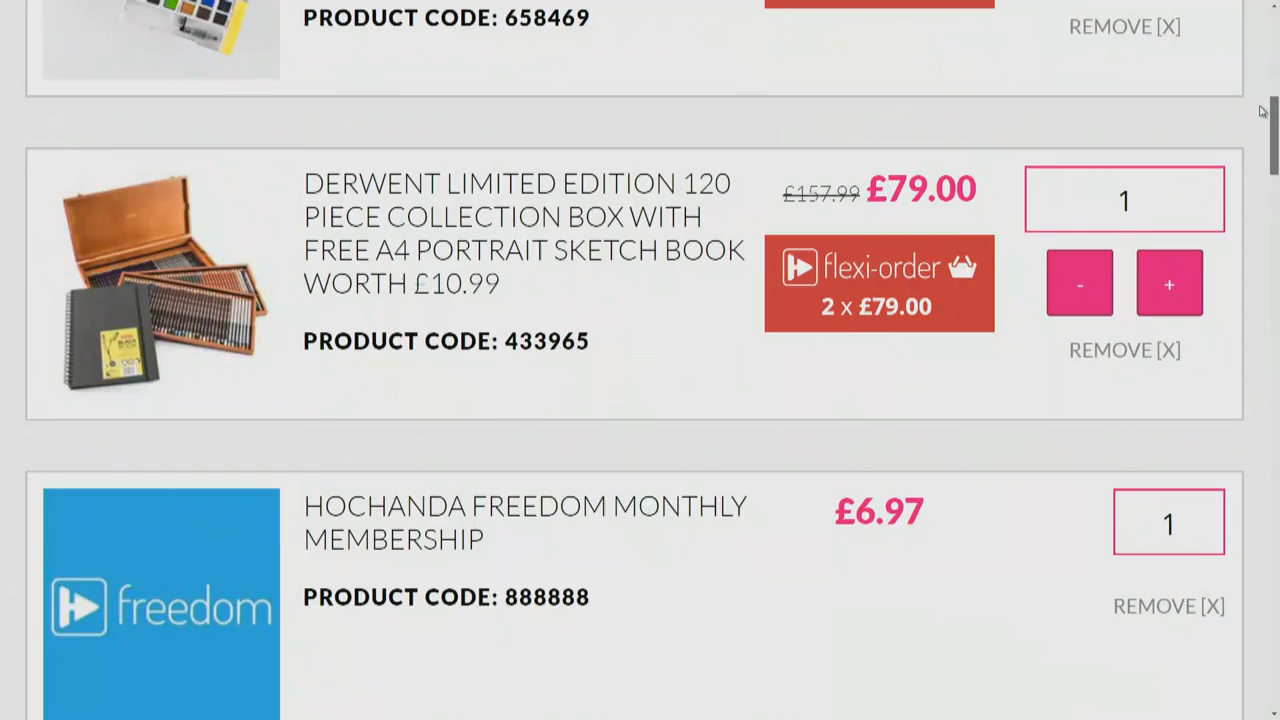 PRODUCT CODE: 658469
REMOVE [X]
DERWENT LIMITED EDITION 120
PIECE COLLECTION BOX WITH
FREE A4 PORTRAIT SKETCH BOOK
WORTH £10.99
PRODUCT CODE: 433965
£157.99 £79.00
flexi-order
2 x £79.00
1
- +
REMOVE [X]
HOCHANDA FREEDOM MONTHLY
MEMBERSHIP
PRODUCT CODE: 888888
£6.97
1
REMOVE [X]
freedom